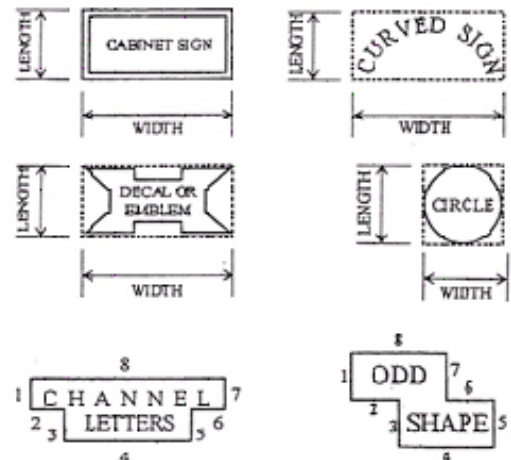 LENGTH
CABINET SIGN
WIDTH
LENGTH
CURVED SIGN
WIDTH
LENGTH
DECAL OR
EMBLEM
WIDTH
LENGTH
CIRCLE
WIDTH
8
1 CHANNEL 7
2 3 LETTERS 5 6
4
8
1 ODD 7
2 6
3 SHAPE 5
4